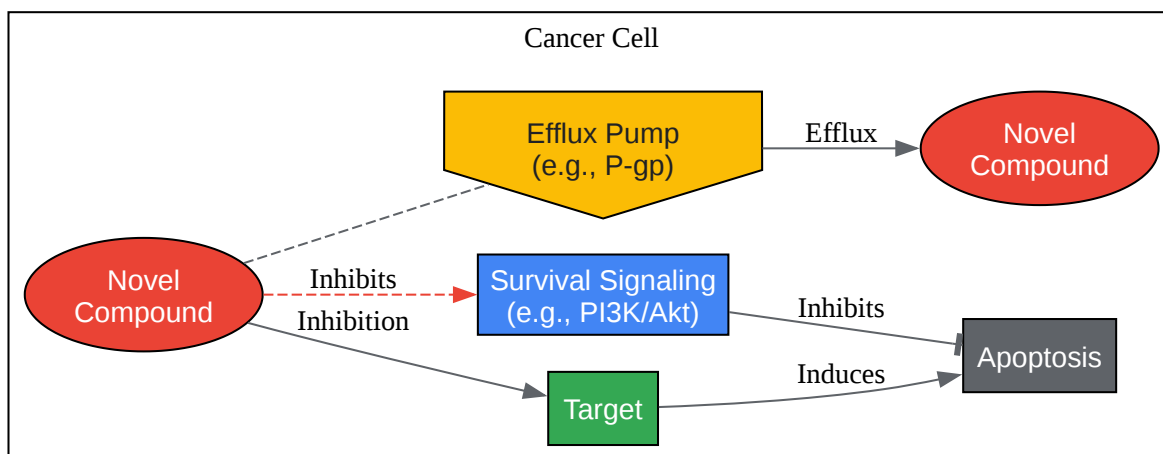 Cancer Cell
Efflux Pump
(e.g., P-gp)
Efflux
Novel
Compound
Novel
Compound
Inhibits
Survival Signaling
(e.g., PI3K/Akt)
Inhibition
Inhibits
Apoptosis
Induces
Target